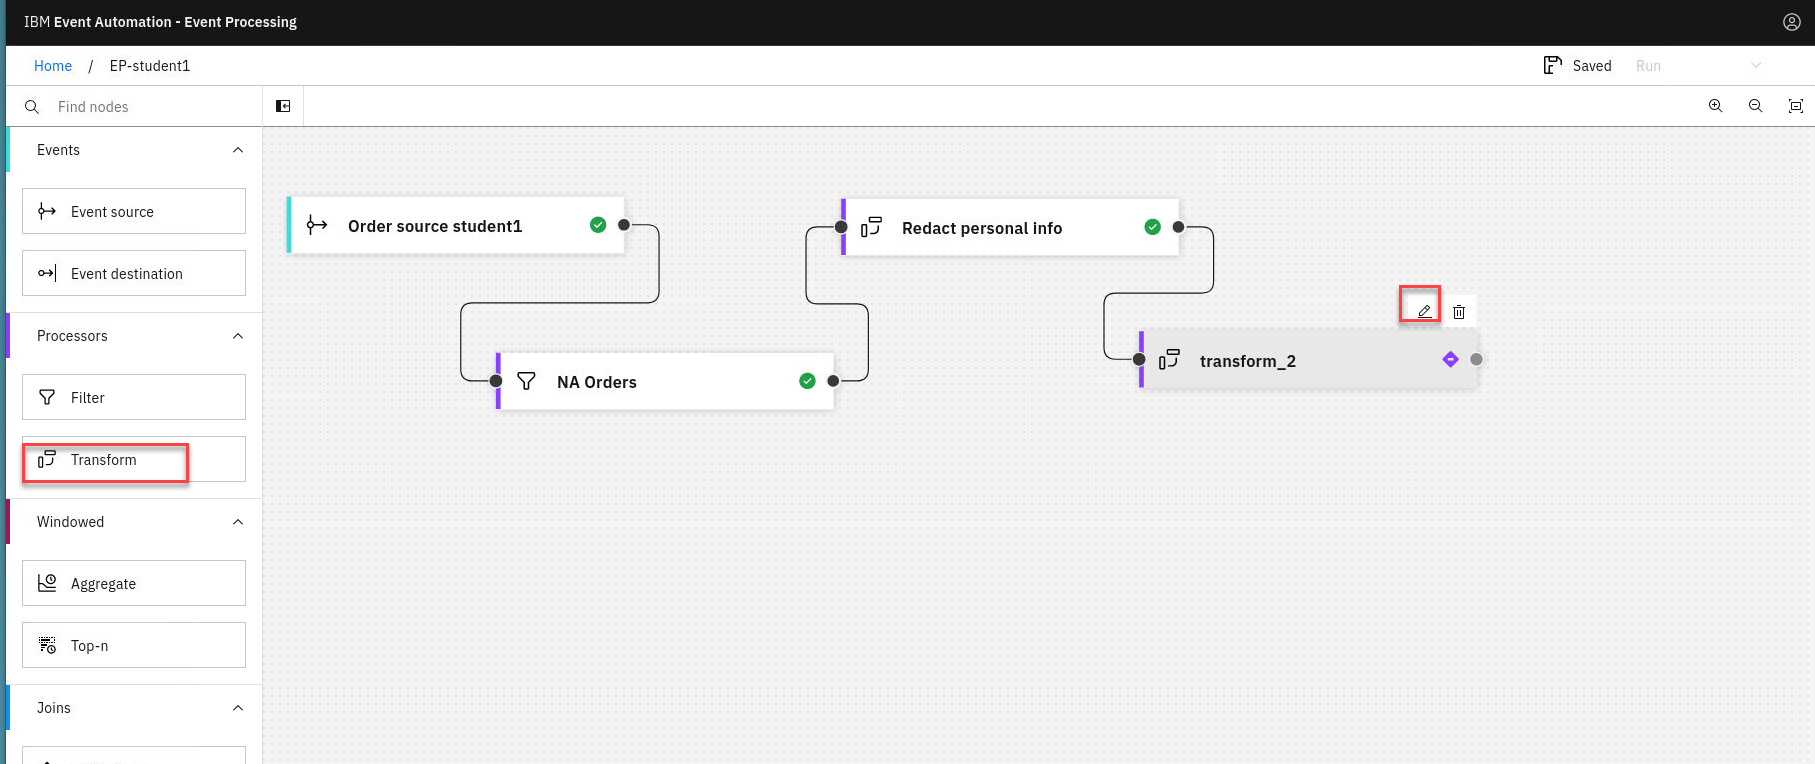 IBM Event Automation - Event Processing
Home / EP-student1
Saved Run
Find nodes
Events
Event source
Event destination
Processors
Filter
Transform
Windowed
Aggregate
Top-n
Joins
Order source student1
NA Orders
Redact personal info
transform_2